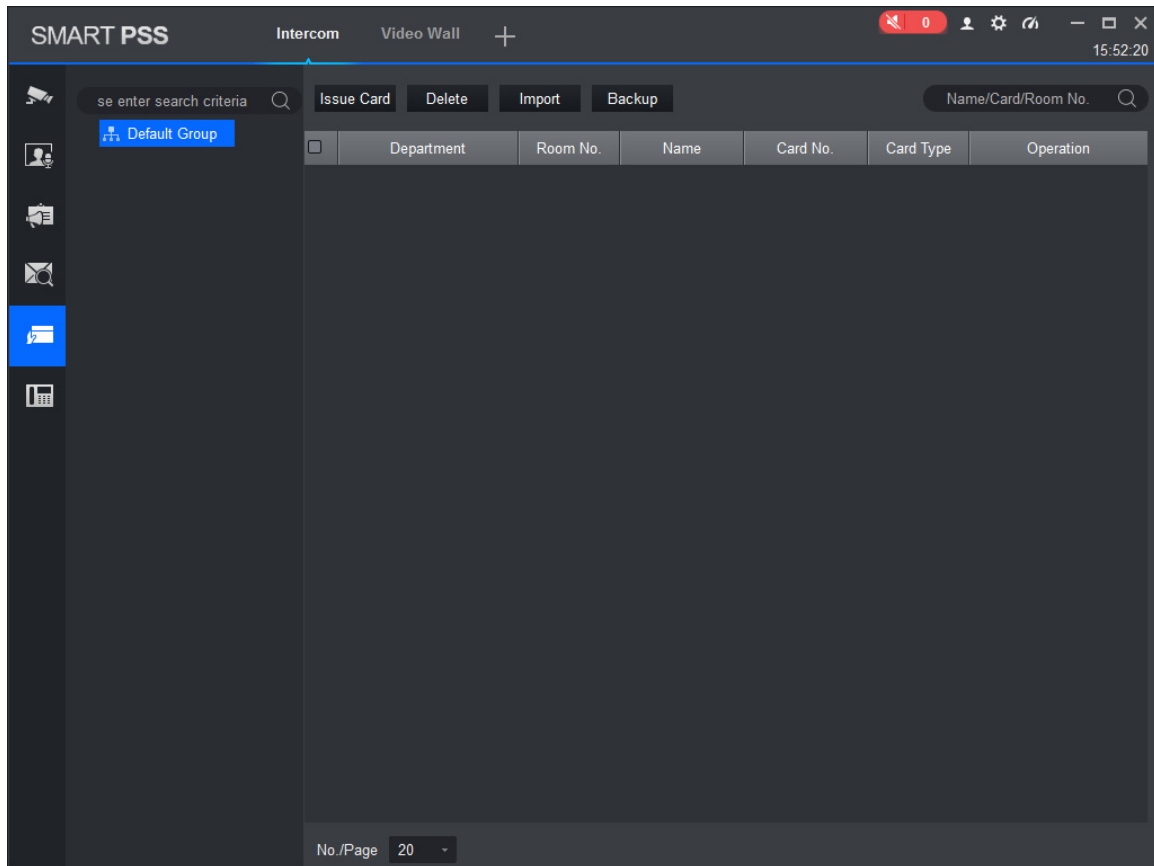 SMART PSS
Intercom
Video Wall
0
15:52:20
se enter search criteria
Issue Card
Delete
Import
Backup
Name/Card/Room No.
Default Group
Department
Room No.
Name
Card No.
Card Type
Operation
No./Page
20